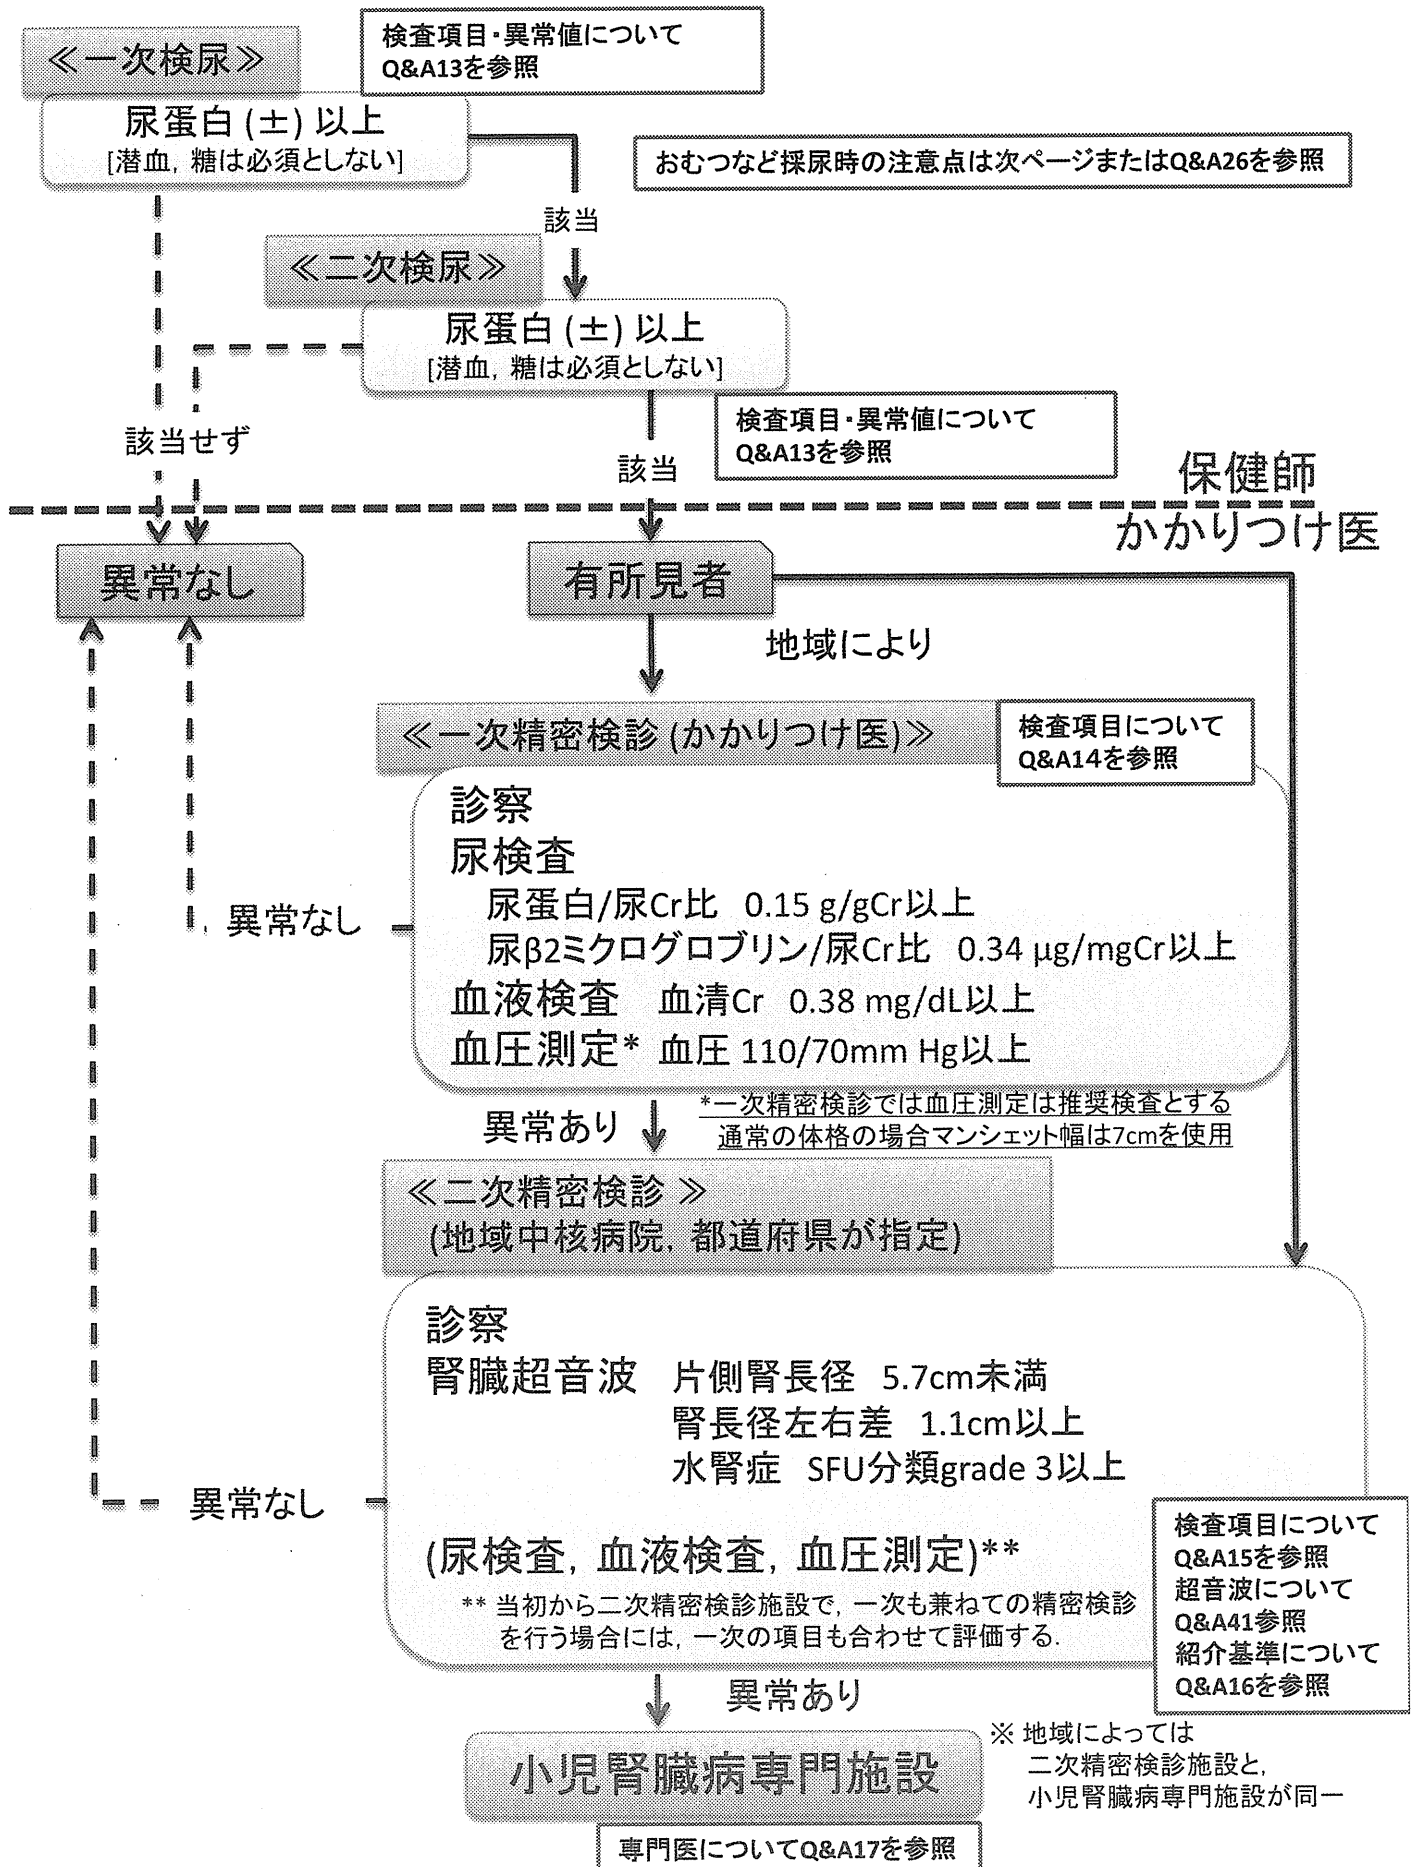 ≪一次検尿≫
検査項目・異常値について
Q&A13を参照
尿蛋白 (±) 以上
[潜血, 糖は必須としない]
おむつなど採尿時の注意点は次ページまたはQ&A26を参照
該当
≪二次検尿≫
尿蛋白 (±) 以上
[潜血, 糖は必須としない]
検査項目・異常値について
Q&A13を参照
該当せず
該当
保健師
かかりつけ医
異常なし
有所見者
地域により
≪一次精密検診 (かかりつけ医)≫
検査項目について
Q&A14を参照
診察
尿検査
尿蛋白/尿Cr比 0.15 g/gCr以上
尿β2ミクログロブリン/尿Cr比 0.34 μg/mgCr以上
血液検査 血清Cr 0.38 mg/dL以上
血圧測定* 血圧 110/70mm Hg以上
異常なし
異常あり
*一次精密検診では血圧測定は推奨検査とする
通常の体格の場合マンシェット幅は7cmを使用
≪二次精密検診 ≫
(地域中核病院, 都道府県が指定)
診察
腎臓超音波 片側腎長径 5.7cm未満
腎長径左右差 1.1cm以上
水腎症 SFU分類grade 3以上
異常なし
(尿検査, 血液検査, 血圧測定)**
** 当初から二次精密検診施設で, 一次も兼ねての精密検診
を行う場合には, 一次の項目も合わせて評価する.
検査項目について
Q&A15を参照
超音波について
Q&A41参照
紹介基準について
Q&A16を参照
異常あり
小児腎臓病専門施設
※ 地域によっては
二次精密検診施設と,
小児腎臓病専門施設が同一
専門医についてQ&A17を参照